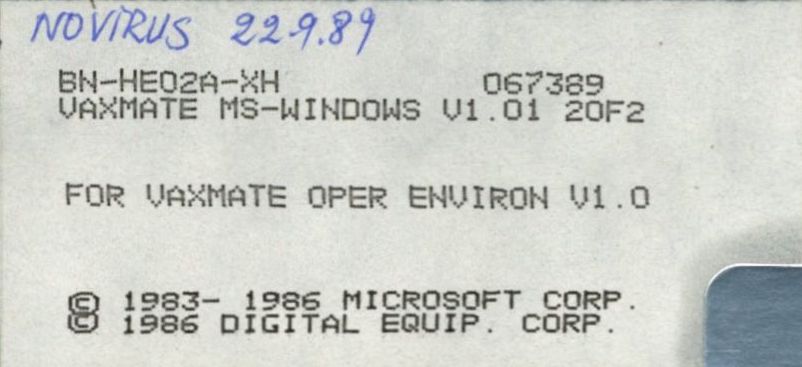 NOVIRUS 22.9.89
BN-HE02A-XH 067389
VAXMATE MS-WINDOWS V1.01 2OF2
FOR VAXMATE OPER ENVIRON V1.0
© 1983- 1986 MICROSOFT CORP.
© 1986 DIGITAL EQUIP. CORP.